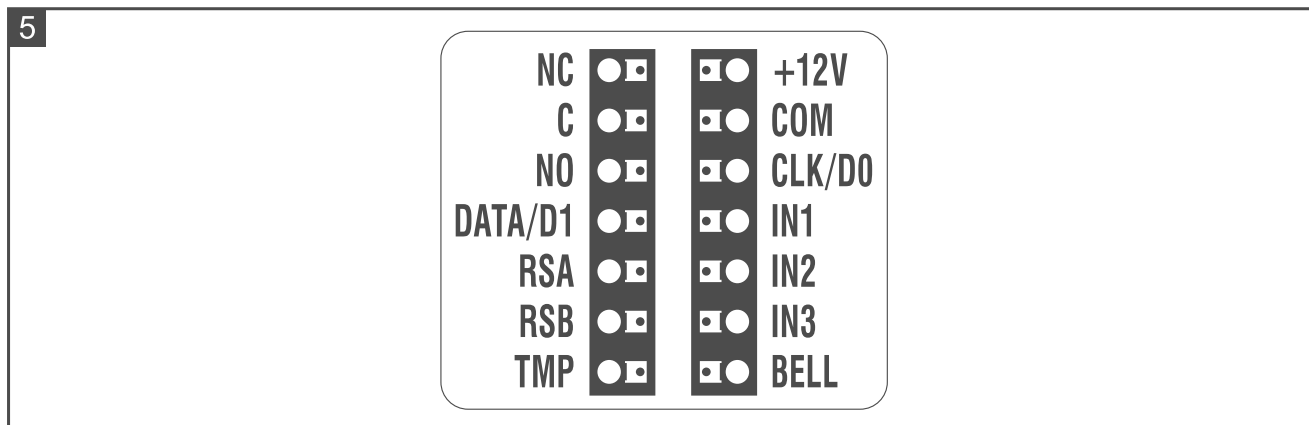 5
NC +12V
C COM
NO CLK/D0
DATA/D1 IN1
RSA IN2
RSB IN3
TMP BELL